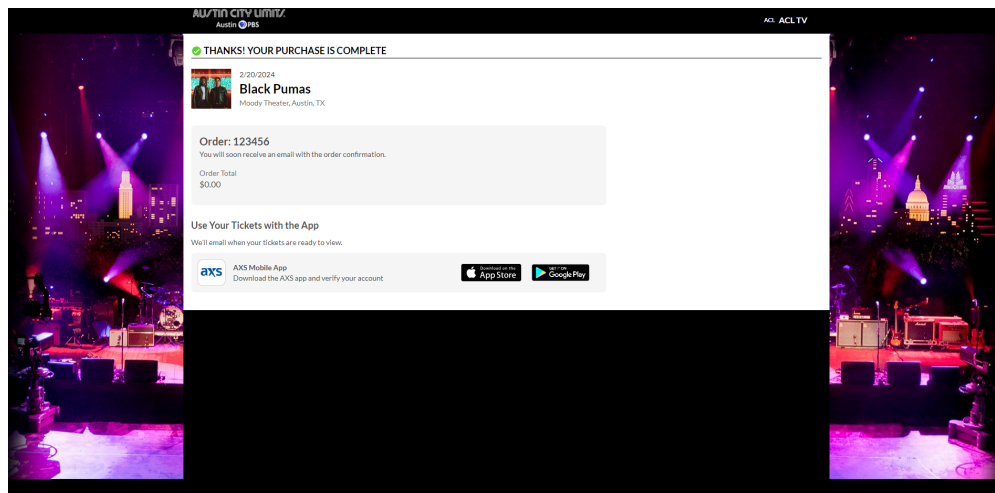 AUSTIN CITY LIMITS.
Austin PBS
ACL ACL TV
THANKS! YOUR PURCHASE IS COMPLETE
2/20/2024
Black Pumas
Moody Theater, Austin, TX
Order: 123456
You will soon receive an email with the order confirmation.
Order Total
$0.00
Use Your Tickets with the App
We'll email when your tickets are ready to view.
axs
AXS Mobile App
Download the AXS app and verify your account
Download on the
App Store
GET IT ON
Google Play